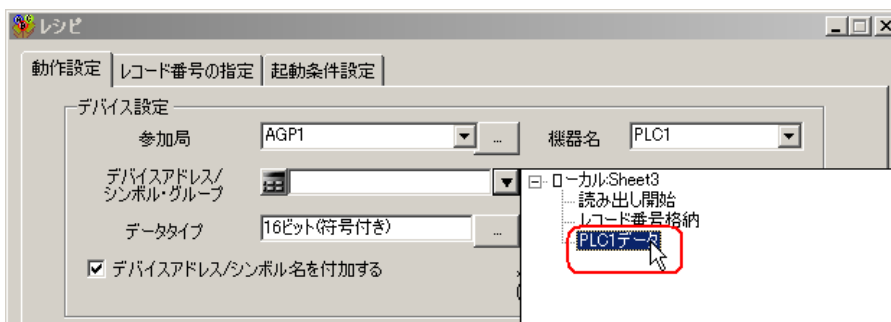 レシピ
動作設定 レコード番号の指定 起動条件設定
デバイス設定
参加局 AGP1 ... 機器名 PLC1
デバイスアドレス/
シンボル・グループ
データタイプ 16ビット(符号付き) ...
デバイスアドレス/シンボル名を付加する
ローカル:Sheet3
読み出し開始
レコード番号格納
PLC1データ